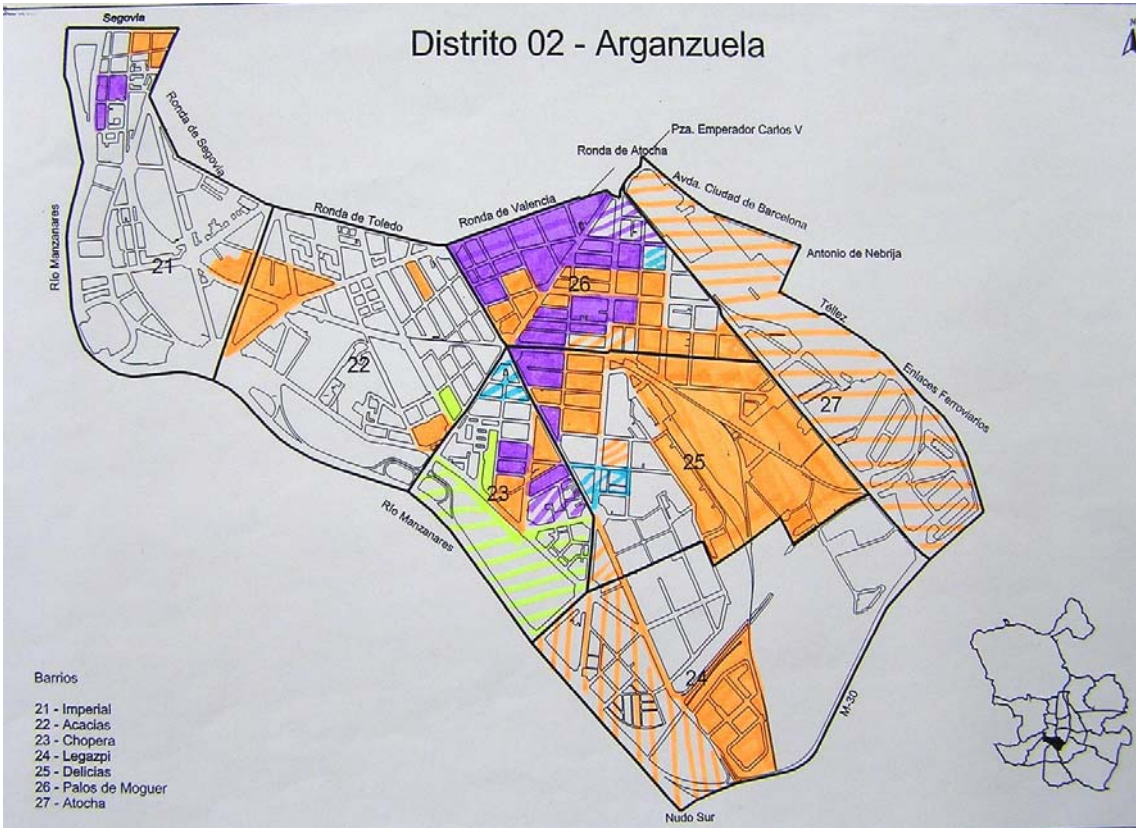 Segovia
Distrito 02 - Arganzuela
N
Ronda de Segovia
Pza. Emperador Carlos V
Ronda de Atocha
Avda. Ciudad de Barcelona
Ronda de Valencia
Ronda de Toledo
Río Manzanares
Antonio de Nebrija
21
26
Téllez
Enlaces Ferroviarios
22
27
25
23
Río Manzanares
24
M-30
Barrios
21 - Imperial
22 - Acacias
23 - Chopera
24 - Legazpi
25 - Delicias
26 - Palos de Moguer
27 - Atocha
Nudo Sur